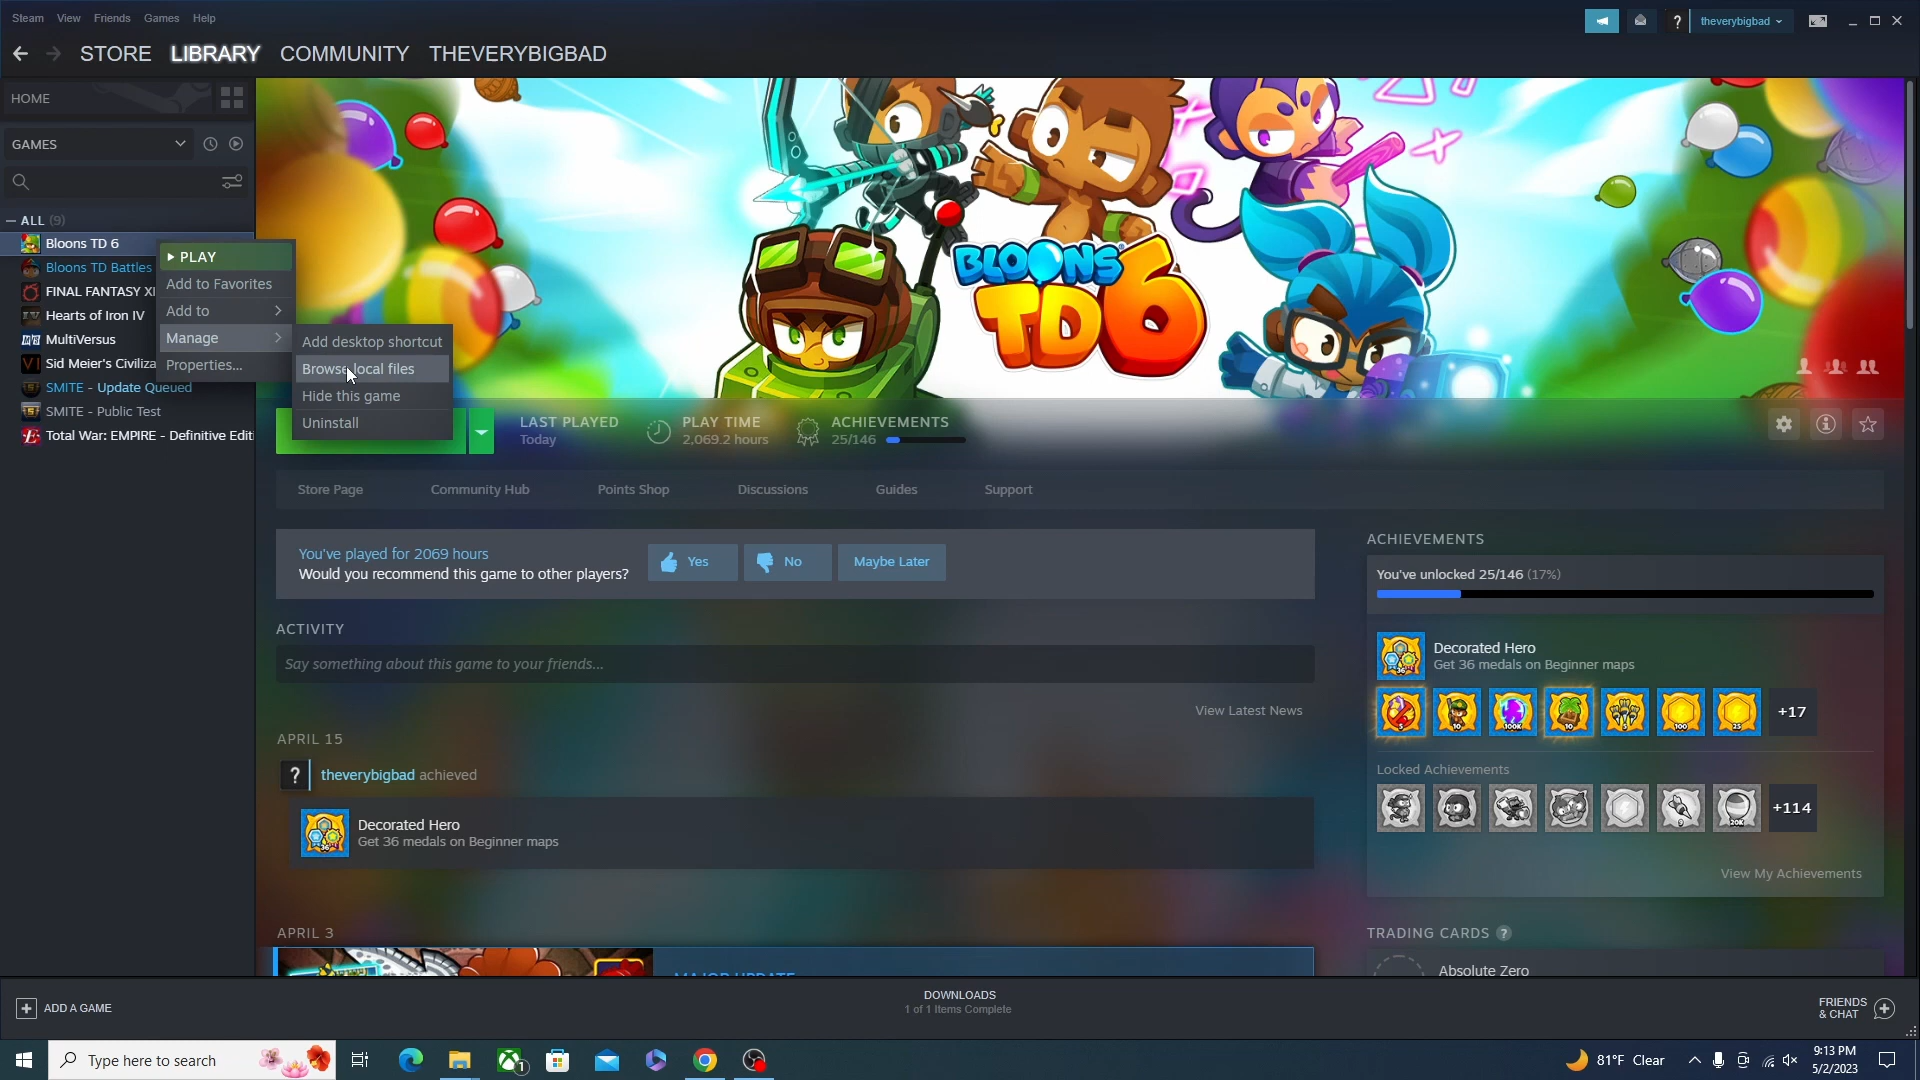 Steam View Friends Games Help
theverybigbad
STORE LIBRARY COMMUNITY THEVERYBIGBAD
HOME
GAMES
ALL (9)
Bloons TD 6
Bloons TD Battles
FINAL FANTASY XI
Hearts of Iron IV
MultiVersus
Sid Meier's Civiliza
SMITE - Update Queued
SMITE - Public Test
Total War: EMPIRE - Definitive Editi
PLAY
Add to Favorites
Add to
Manage
Properties...
Add desktop shortcut
Browse local files
Hide this game
Uninstall
BLOONS
TD 6
LAST PLAYED
Today
PLAY TIME
2,069.2 hours
ACHIEVEMENTS
25/146
Store Page Community Hub Points Shop Discussions Guides Support
You've played for 2069 hours
Would you recommend this game to other players?
Yes No Maybe Later
ACTIVITY
Say something about this game to your friends...
View Latest News
APRIL 15
? theverybigbad achieved
Decorated Hero
Get 36 medals on Beginner maps
APRIL 3
ACHIEVEMENTS
You've unlocked 25/146 (17%)
Decorated Hero
Get 36 medals on Beginner maps
+17
Locked Achievements
+114
View My Achievements
TRADING CARDS ?
Absolute Zero
MAJOR UPDATE
ADD A GAME
DOWNLOADS
1 of 1 Items Complete
FRIENDS
& CHAT
Type here to search
81°F Clear
9:13 PM
5/2/2023